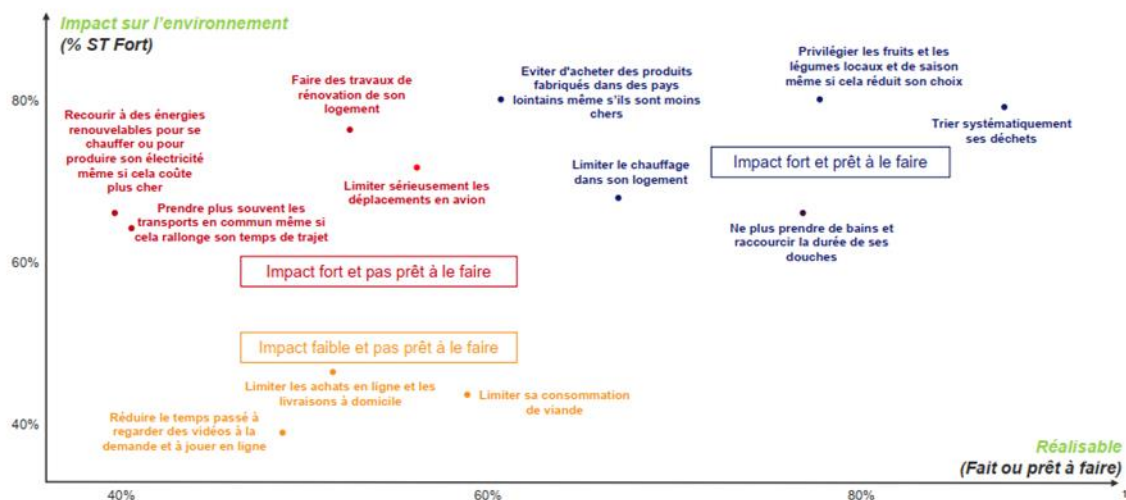 Impact sur l'environnement
(% ST Fort)
80%
60%
40%
Faire des travaux de
rénovation de son
logement
Recourir à des énergies
renouvelables pour se
chauffer ou pour
produire son électricité
même si cela coûte
plus cher
Limiter sérieusement les
déplacements en avion
Prendre plus souvent les
transports en commun même si
cela rallonge son temps de trajet
Impact fort et pas prêt à le faire
Eviter d'acheter des produits
fabriqués dans des pays
lointains même s'ils sont moins
chers
Privilégier les fruits et les
légumes locaux et de saison
même si cela réduit son choix
Trier systématiquement
ses déchets
Impact fort et prêt à le faire
Limiter le chauffage
dans son logement
Ne plus prendre de bains et
raccourcir la durée de ses
douches
Impact faible et pas prêt à le faire
Limiter les achats en ligne et les
livraisons à domicile
Limiter sa consommation
de viande
Réduire le temps passé à
regarder des vidéos à la
demande et à jouer en ligne
Réalisable
(Fait ou prêt à faire)
40%
60%
80%